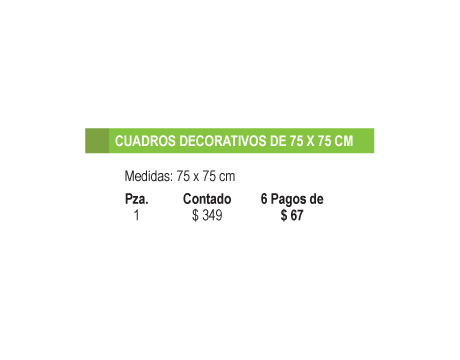 CUADROS DECORATIVOS DE 75 X 75 CM
Medidas: 75 x 75 cm
Pza. Contado 6 Pagos de
1 $ 349 $ 67